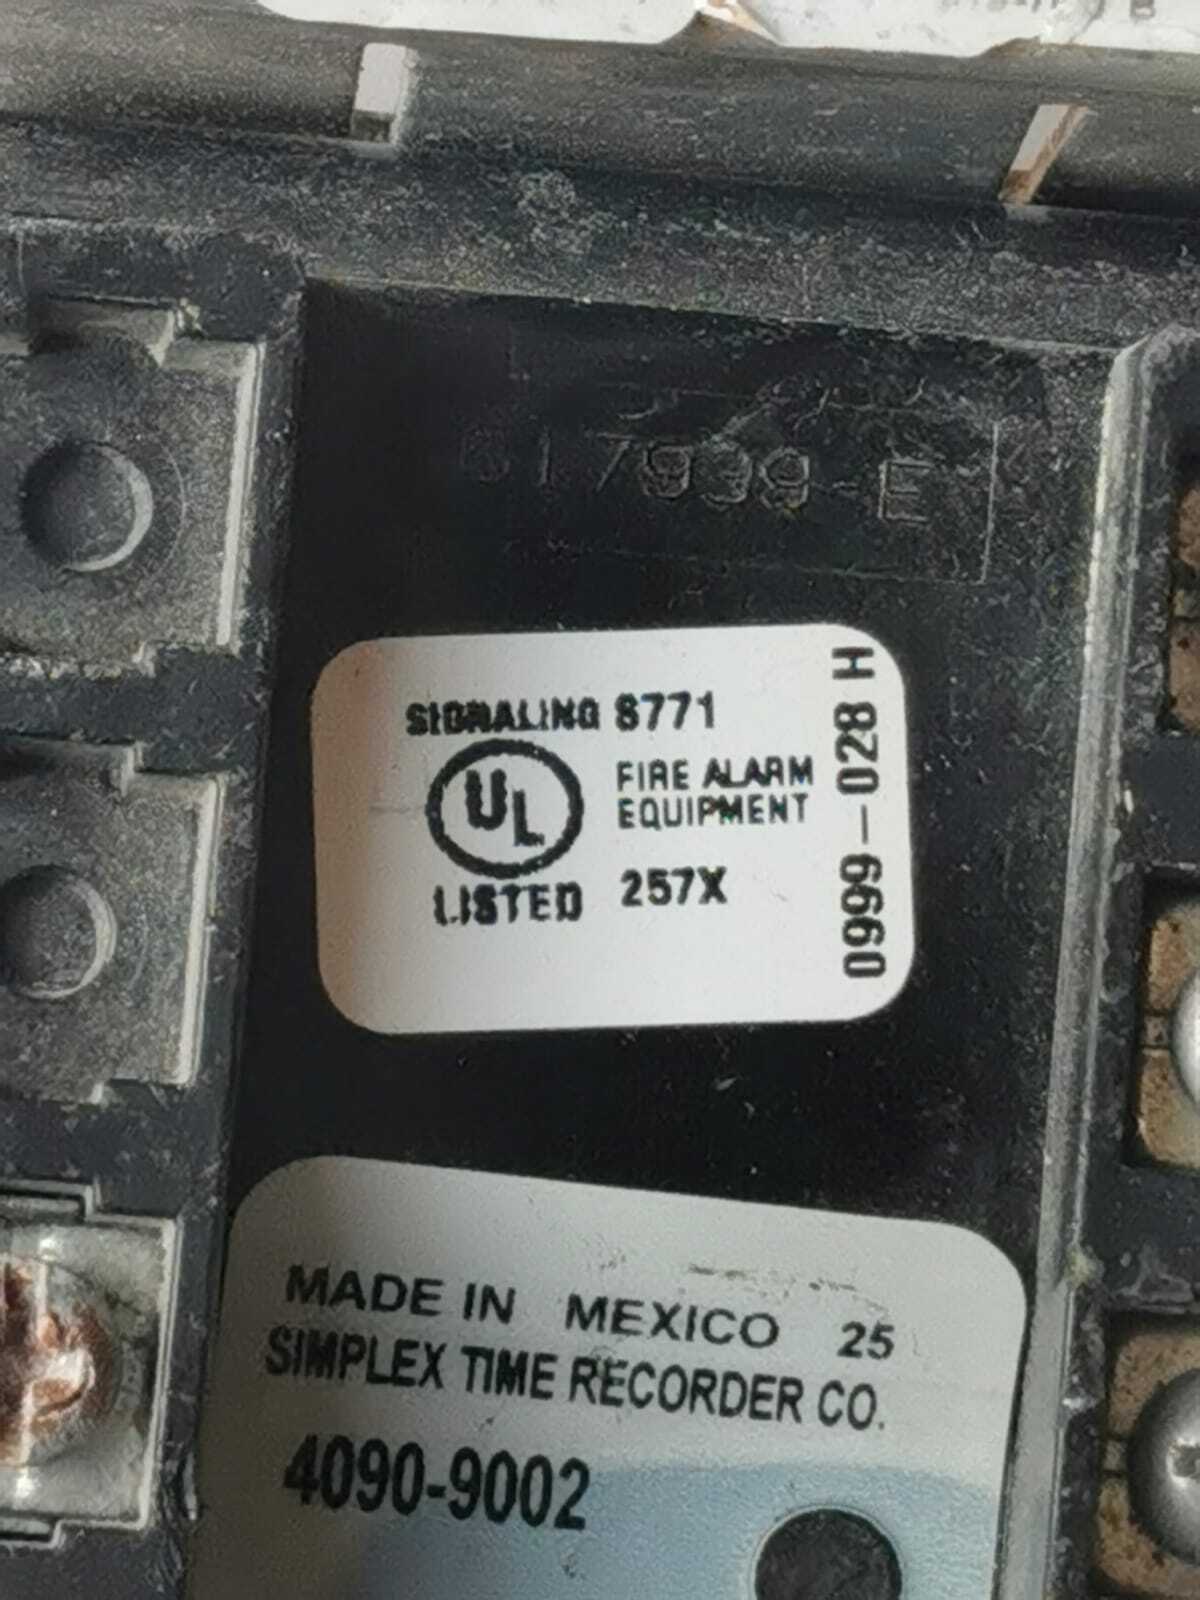 617939-E
SIGNALING 8771
UL
FIRE ALARM
EQUIPMENT
LISTED 257X
0999-028 H
MADE IN MEXICO 25
SIMPLEX TIME RECORDER CO.
4090-9002